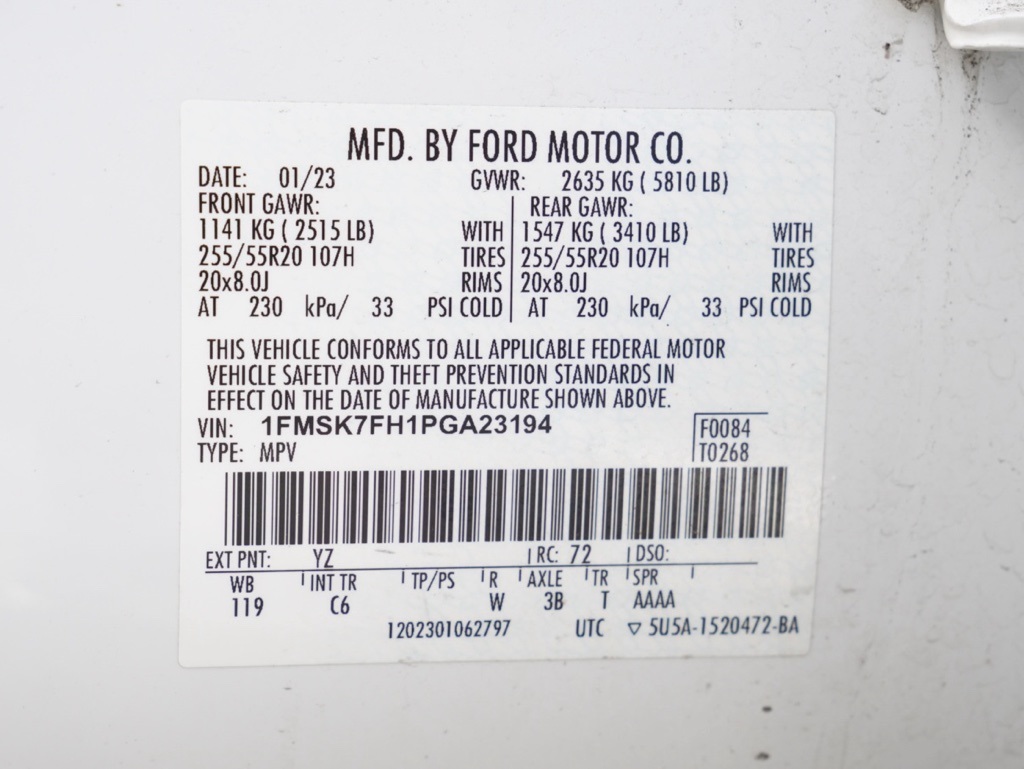 MFD. BY FORD MOTOR CO.
DATE: 01/23 GVWR: 2635 KG ( 5810 LB)
FRONT GAWR: REAR GAWR:
1141 KG ( 2515 LB) WITH 1547 KG ( 3410 LB) WITH
255/55R20 107H TIRES 255/55R20 107H TIRES
20x8.0J RIMS 20x8.0J RIMS
AT 230 kPa/ 33 PSI COLD AT 230 kPa/ 33 PSI COLD
THIS VEHICLE CONFORMS TO ALL APPLICABLE FEDERAL MOTOR
VEHICLE SAFETY AND THEFT PREVENTION STANDARDS IN
EFFECT ON THE DATE OF MANUFACTURE SHOWN ABOVE.
VIN: 1FMSK7FH1PGA23194 F0084
TYPE: MPV T0268
EXT PNT: YZ RC: 72 DSO:
WB INT TR TP/PS R AXLE TR SPR
119 C6 W 3B T AAAA
1202301062797 UTC ▽ 5U5A-1520472-BA